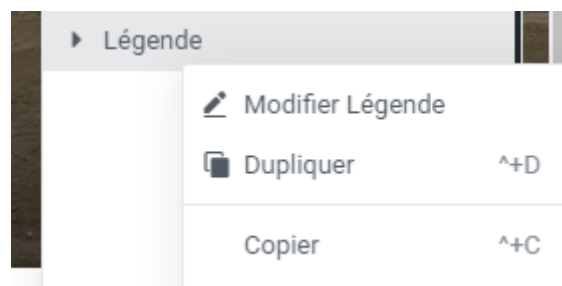 Légende
Modifier Légende
Dupliquer ^+D
Copier ^+C